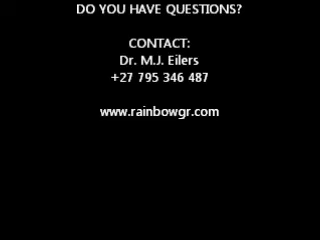 DO YOU HAVE QUESTIONS?
CONTACT:
Dr. M.J. Eilers
+27 795 346 487
www.rainbowgr.com